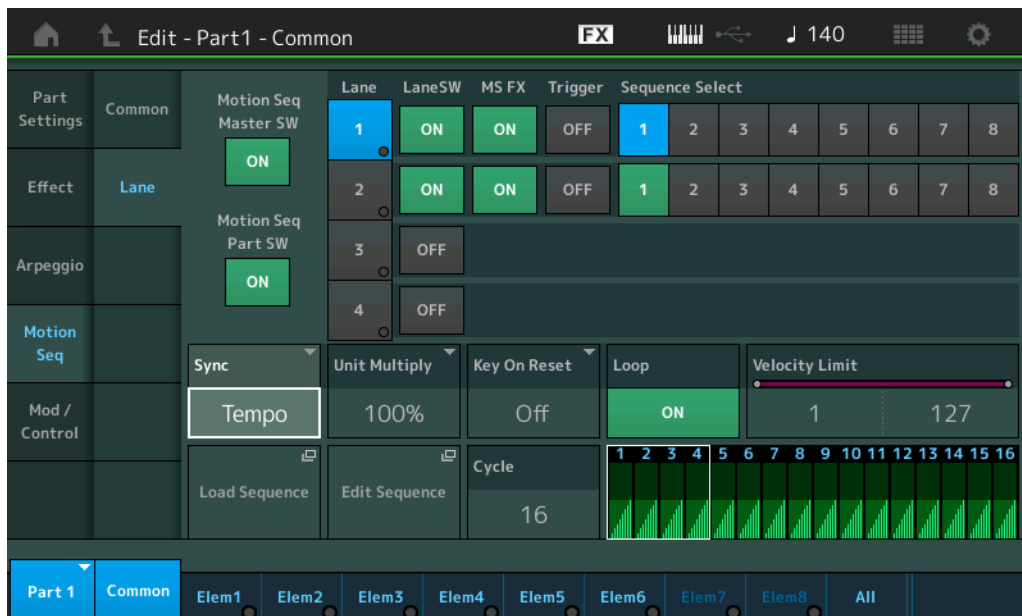 Edit - Part1 - Common
FX
♩ 140
Part
Settings
Effect
Arpeggio
Motion
Seq
Mod /
Control
Common
Lane
Motion Seq
Master SW
ON
Motion Seq
Part SW
ON
Lane LaneSW MS FX Trigger Sequence Select
1 ON ON OFF 1 2 3 4 5 6 7 8
2 ON ON OFF 1 2 3 4 5 6 7 8
3 OFF
4 OFF
Sync
Tempo
Unit Multiply
100%
Key On Reset
Off
Loop
ON
Velocity Limit
1 127
Load Sequence
Edit Sequence
Cycle
16
1 2 3 4 5 6 7 8 9 10 11 12 13 14 15 16
Part 1 Common Elem1 Elem2 Elem3 Elem4 Elem5 Elem6 Elem7 Elem8 All